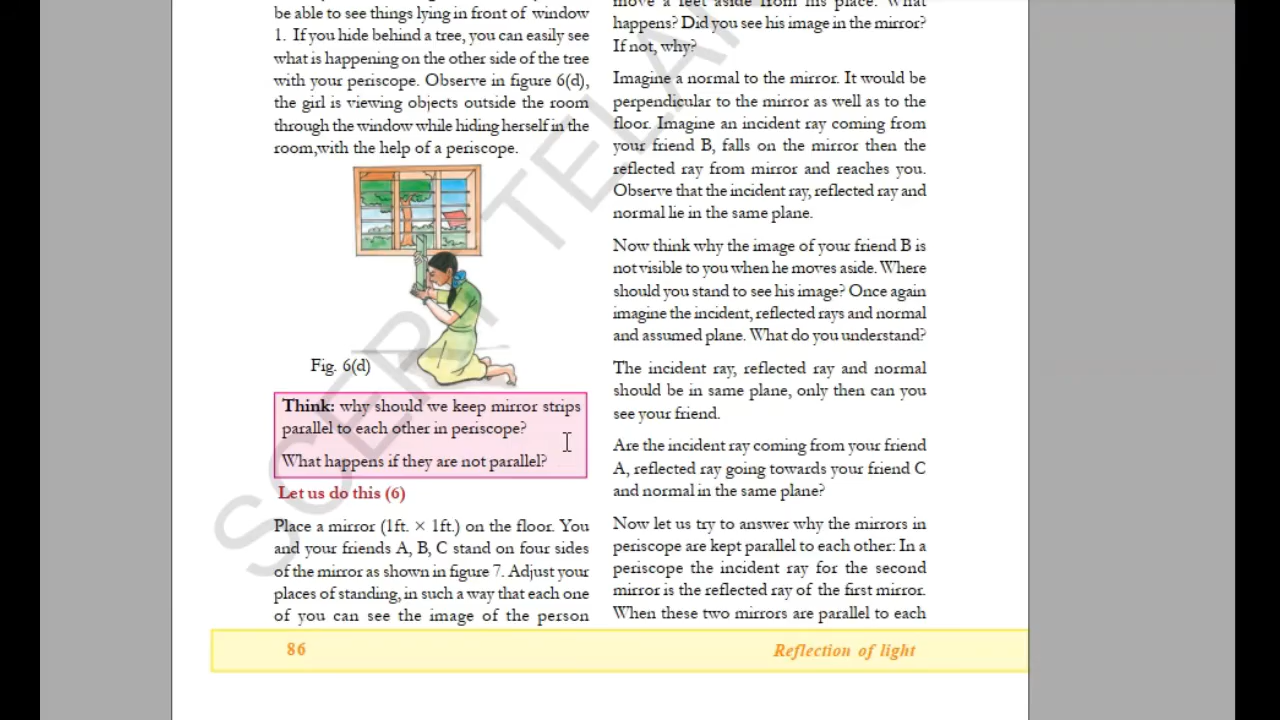 be able to see things lying in front of window
1. If you hide behind a tree, you can easily see
what is happening on the other side of the tree
with your periscope. Observe in figure 6(d),
the girl is viewing objects outside the room
through the window while hiding herself in the
room,with the help of a periscope.
Fig. 6(d)
Think: why should we keep mirror strips
parallel to each other in periscope?
What happens if they are not parallel?
Let us do this (6)
Place a mirror (1ft. × 1ft.) on the floor. You
and your friends A, B, C stand on four sides
of the mirror as shown in figure 7. Adjust your
places of standing, in such a way that each one
of you can see the image of the person
move a feet aside from his place. What
happens? Did you see his image in the mirror?
If not, why?
Imagine a normal to the mirror. It would be
perpendicular to the mirror as well as to the
floor. Imagine an incident ray coming from
your friend B, falls on the mirror then the
reflected ray from mirror and reaches you.
Observe that the incident ray, reflected ray and
normal lie in the same plane.
Now think why the image of your friend B is
not visible to you when he moves aside. Where
should you stand to see his image? Once again
imagine the incident, reflected rays and normal
and assumed plane. What do you understand?
The incident ray, reflected ray and normal
should be in same plane, only then can you
see your friend.
Are the incident ray coming from your friend
A, reflected ray going towards your friend C
and normal in the same plane?
Now let us try to answer why the mirrors in
periscope are kept parallel to each other: In a
periscope the incident ray for the second
mirror is the reflected ray of the first mirror.
When these two mirrors are parallel to each
86
Reflection of light
SCERT TELAN